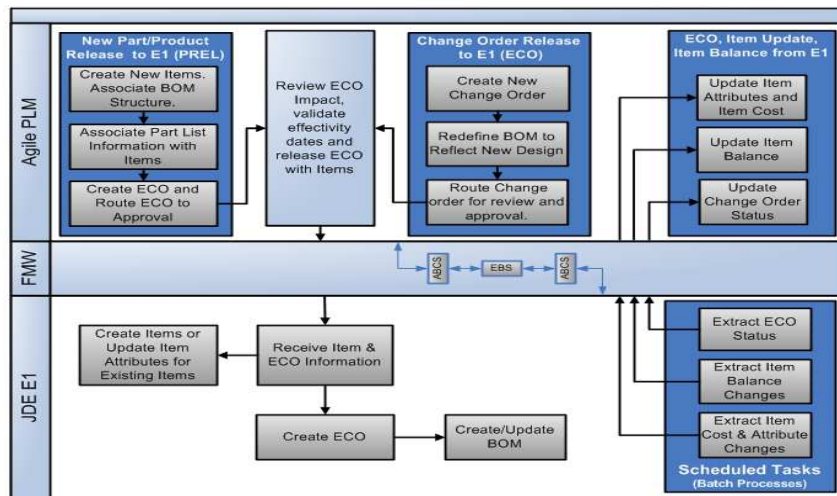 New Part/Product
Release to E1 (PREL)
Create New Items.
Associate BOM
Structure.
Associate Part List
Information with
Items
Create ECO and
Route ECO to
Approval
Review ECO
Impact,
validate
effectivity
dates and
release ECO
with Items
Change Order Release
to E1 (ECO)
Create New
Change Order
Redefine BOM to
Reflect New Design
Route Change
order for review and
approval.
ECO, Item Update,
Item Balance from E1
Update Item
Attributes and
Item Cost
Update Item
Balance
Update
Change Order
Status
Agile PLM
FMW
ABCS
EBS
ABCS
JDE E1
Create Items or
Update Item
Attributes for
Existing Items
Receive Item &
ECO Information
Create ECO
Create/Update
BOM
Extract ECO
Status
Extract Item
Balance
Changes
Extract Item
Cost & Attribute
Changes
Scheduled Tasks
(Batch Processes)